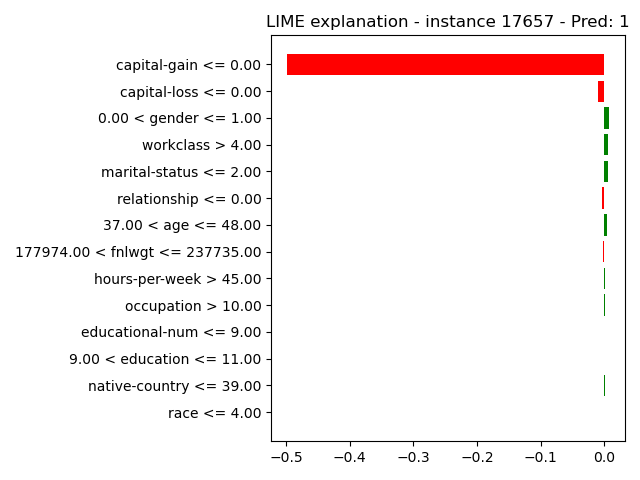 LIME explanation - instance 17657 - Pred: 1
capital-gain <= 0.00
capital-loss <= 0.00
0.00 < gender <= 1.00
workclass > 4.00
marital-status <= 2.00
relationship <= 0.00
37.00 < age <= 48.00
177974.00 < fnlwgt <= 237735.00
hours-per-week > 45.00
occupation > 10.00
educational-num <= 9.00
9.00 < education <= 11.00
native-country <= 39.00
race <= 4.00
−0.5 −0.4 −0.3 −0.2 −0.1 0.0